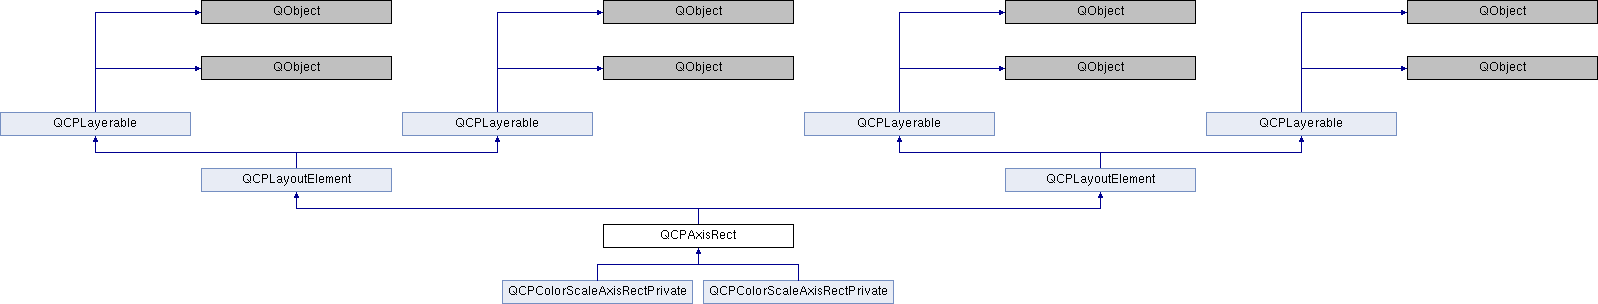 QObject QObject QObject QObject
QObject QObject QObject QObject
QCPLayerable QCPLayerable QCPLayerable QCPLayerable
QCPLayoutElement QCPLayoutElement
QCPAxisRect
QCPColorScaleAxisRectPrivate QCPColorScaleAxisRectPrivate